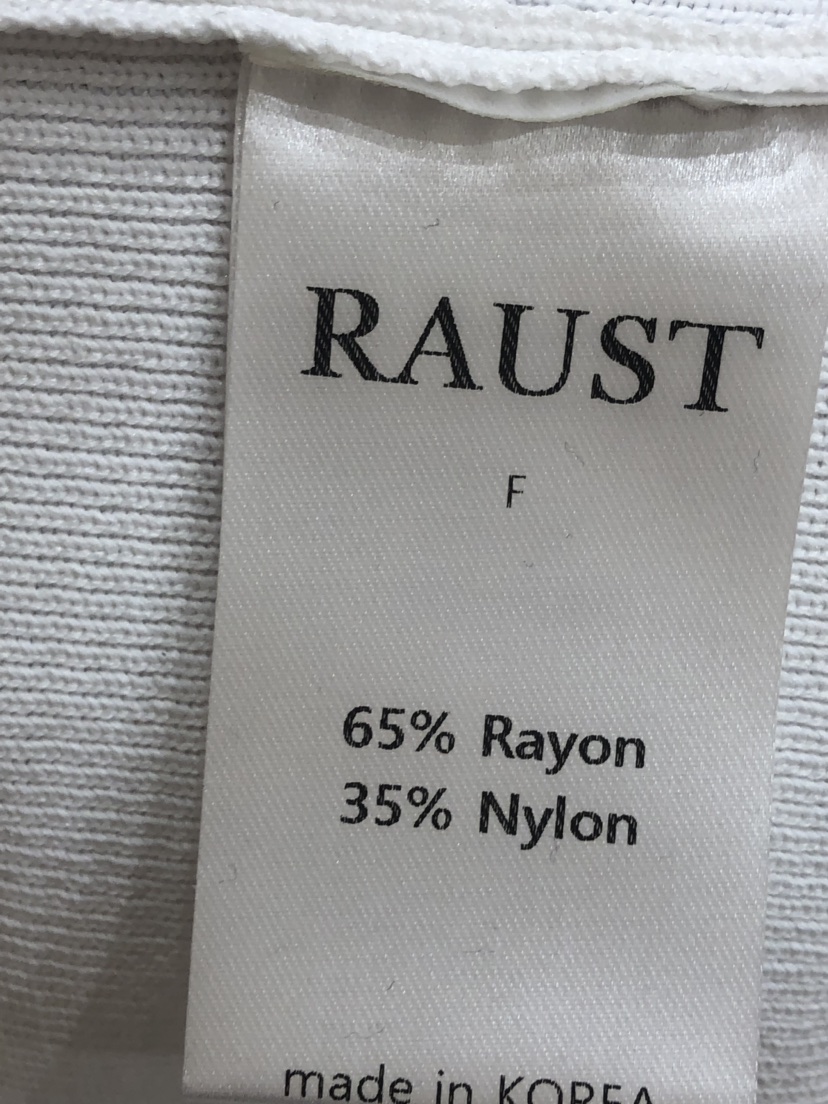 RAUST
F
65% Rayon
35% Nylon
made in KOREA